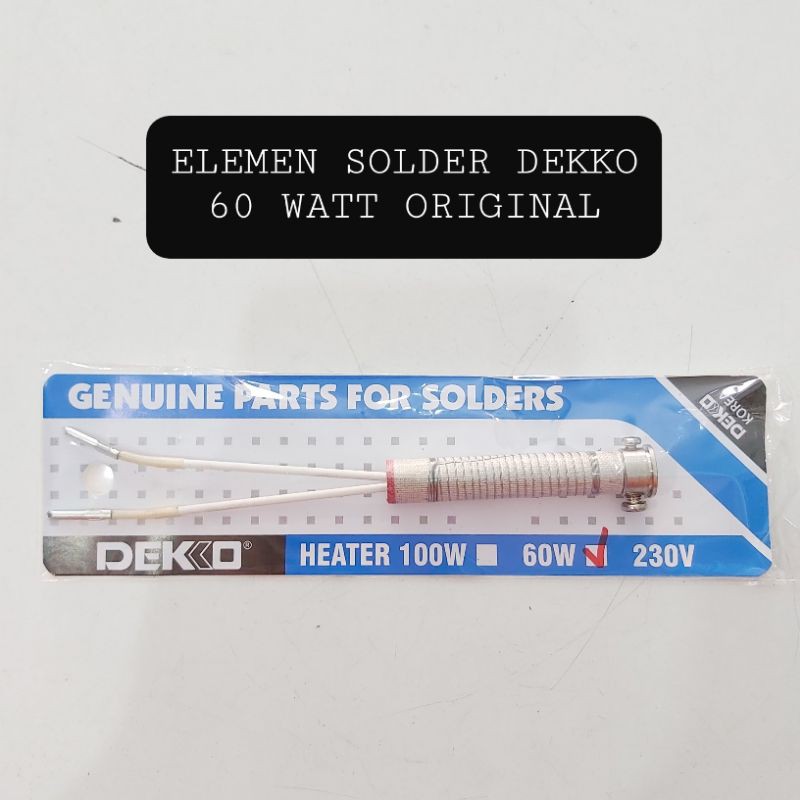 ELEMEN SOLDER DEKKO
60 WATT ORIGINAL
GENUINE PARTS FOR SOLDERS
DEKKO
KOREA
DEKKO® HEATER 100W 60W 230V